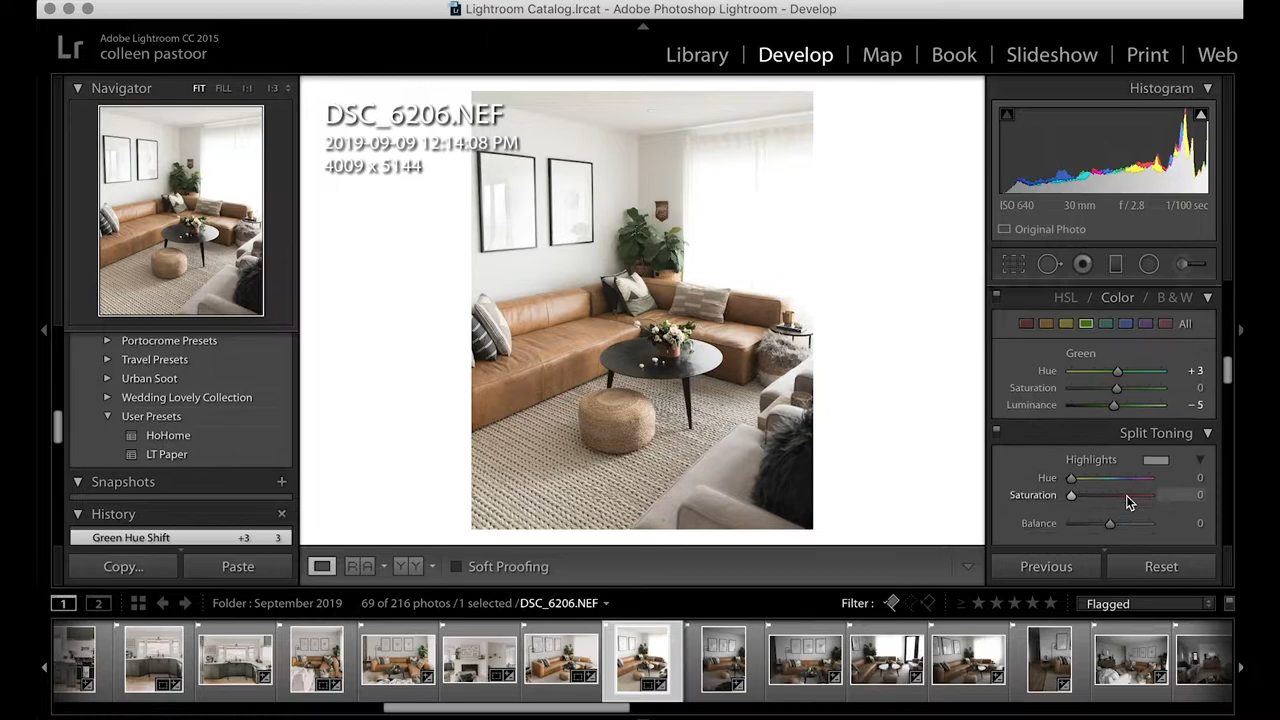 Lightroom Catalog.lrcat - Adobe Photoshop Lightroom - Develop
Lr
Adobe Lightroom CC 2015
colleen pastoor
Library | Develop | Map | Book | Slideshow | Print | Web
Navigator FIT FILL 1:1 1:3
DSC_6206.NEF
2019-09-09 12:14:08 PM
4009 x 5144
Portocrome Presets
Travel Presets
Urban Soot
Wedding Lovely Collection
User Presets
HoHome
LT Paper
Snapshots +
History
Green Hue Shift +3 3
Copy... Paste
Histogram
ISO 640 30 mm f / 2.8 1/100 sec
Original Photo
HSL / Color / B & W
All
Green
Hue + 3
Saturation 0
Luminance − 5
Split Toning
Highlights
Hue 0
Saturation 0
Balance 0
Previous Reset
R A Y Y Soft Proofing
1 2 Folder : September 2019 69 of 216 photos /1 selected /DSC_6206.NEF Filter : ≥ Flagged